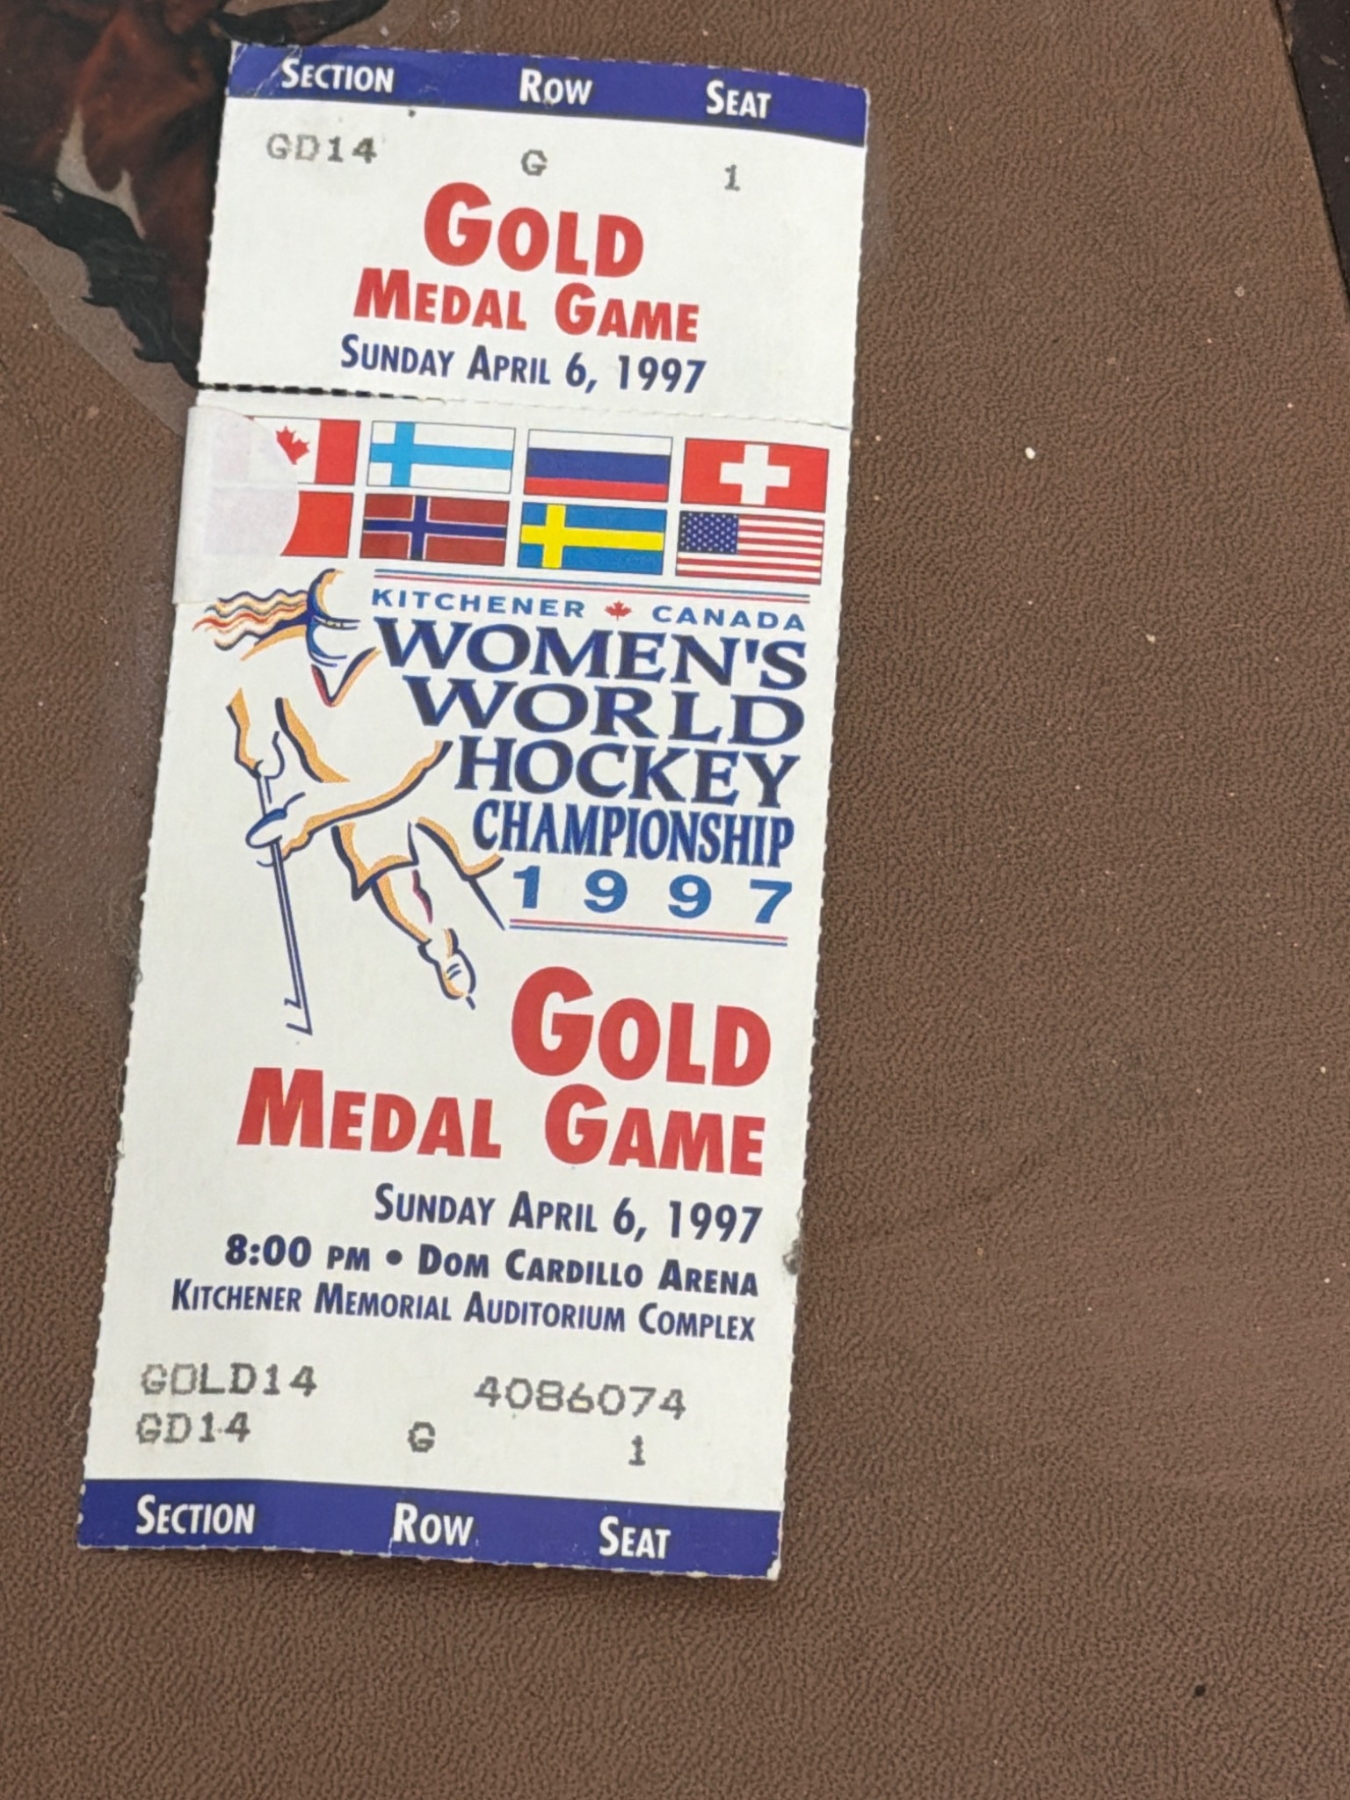 SECTION ROW SEAT
GD14 G 1
GOLD
MEDAL GAME
SUNDAY APRIL 6, 1997
KITCHENER CANADA
WOMEN'S
WORLD
HOCKEY
CHAMPIONSHIP
1997
GOLD
MEDAL GAME
SUNDAY APRIL 6, 1997
8:00 PM • DOM CARDILLO ARENA
KITCHENER MEMORIAL AUDITORIUM COMPLEX
GOLD14 4086074
GD14 G 1
SECTION ROW SEAT